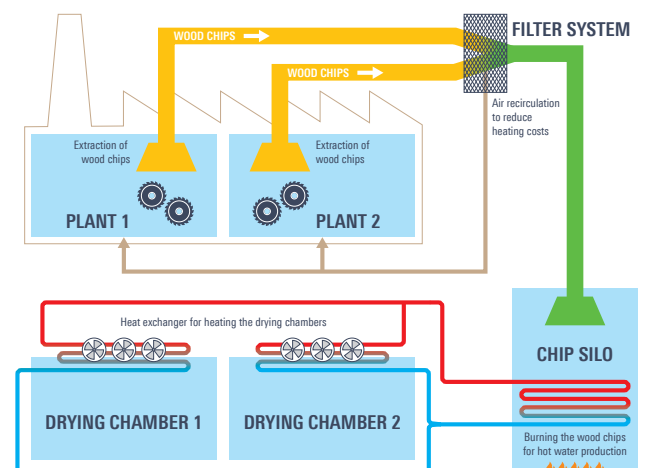 WOOD CHIPS
FILTER SYSTEM
WOOD CHIPS
Air recirculation
to reduce
heating costs
Extraction of
wood chips
Extraction of
wood chips
PLANT 1
PLANT 2
Heat exchanger for heating the drying chambers
CHIP SILO
DRYING CHAMBER 1
DRYING CHAMBER 2
Burning the wood chips
for hot water production